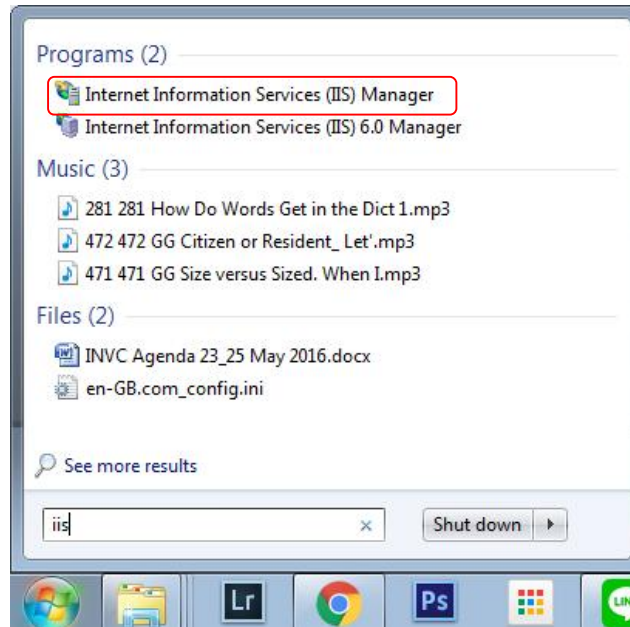 Programs (2)
Internet Information Services (IIS) Manager
Internet Information Services (IIS) 6.0 Manager
Music (3)
281 281 How Do Words Get in the Dict 1.mp3
472 472 GG Citizen or Resident_ Let'.mp3
471 471 GG Size versus Sized. When I.mp3
Files (2)
INVC Agenda 23_25 May 2016.docx
en-GB.com_config.ini
See more results
iis
Shut down
Lr
Ps